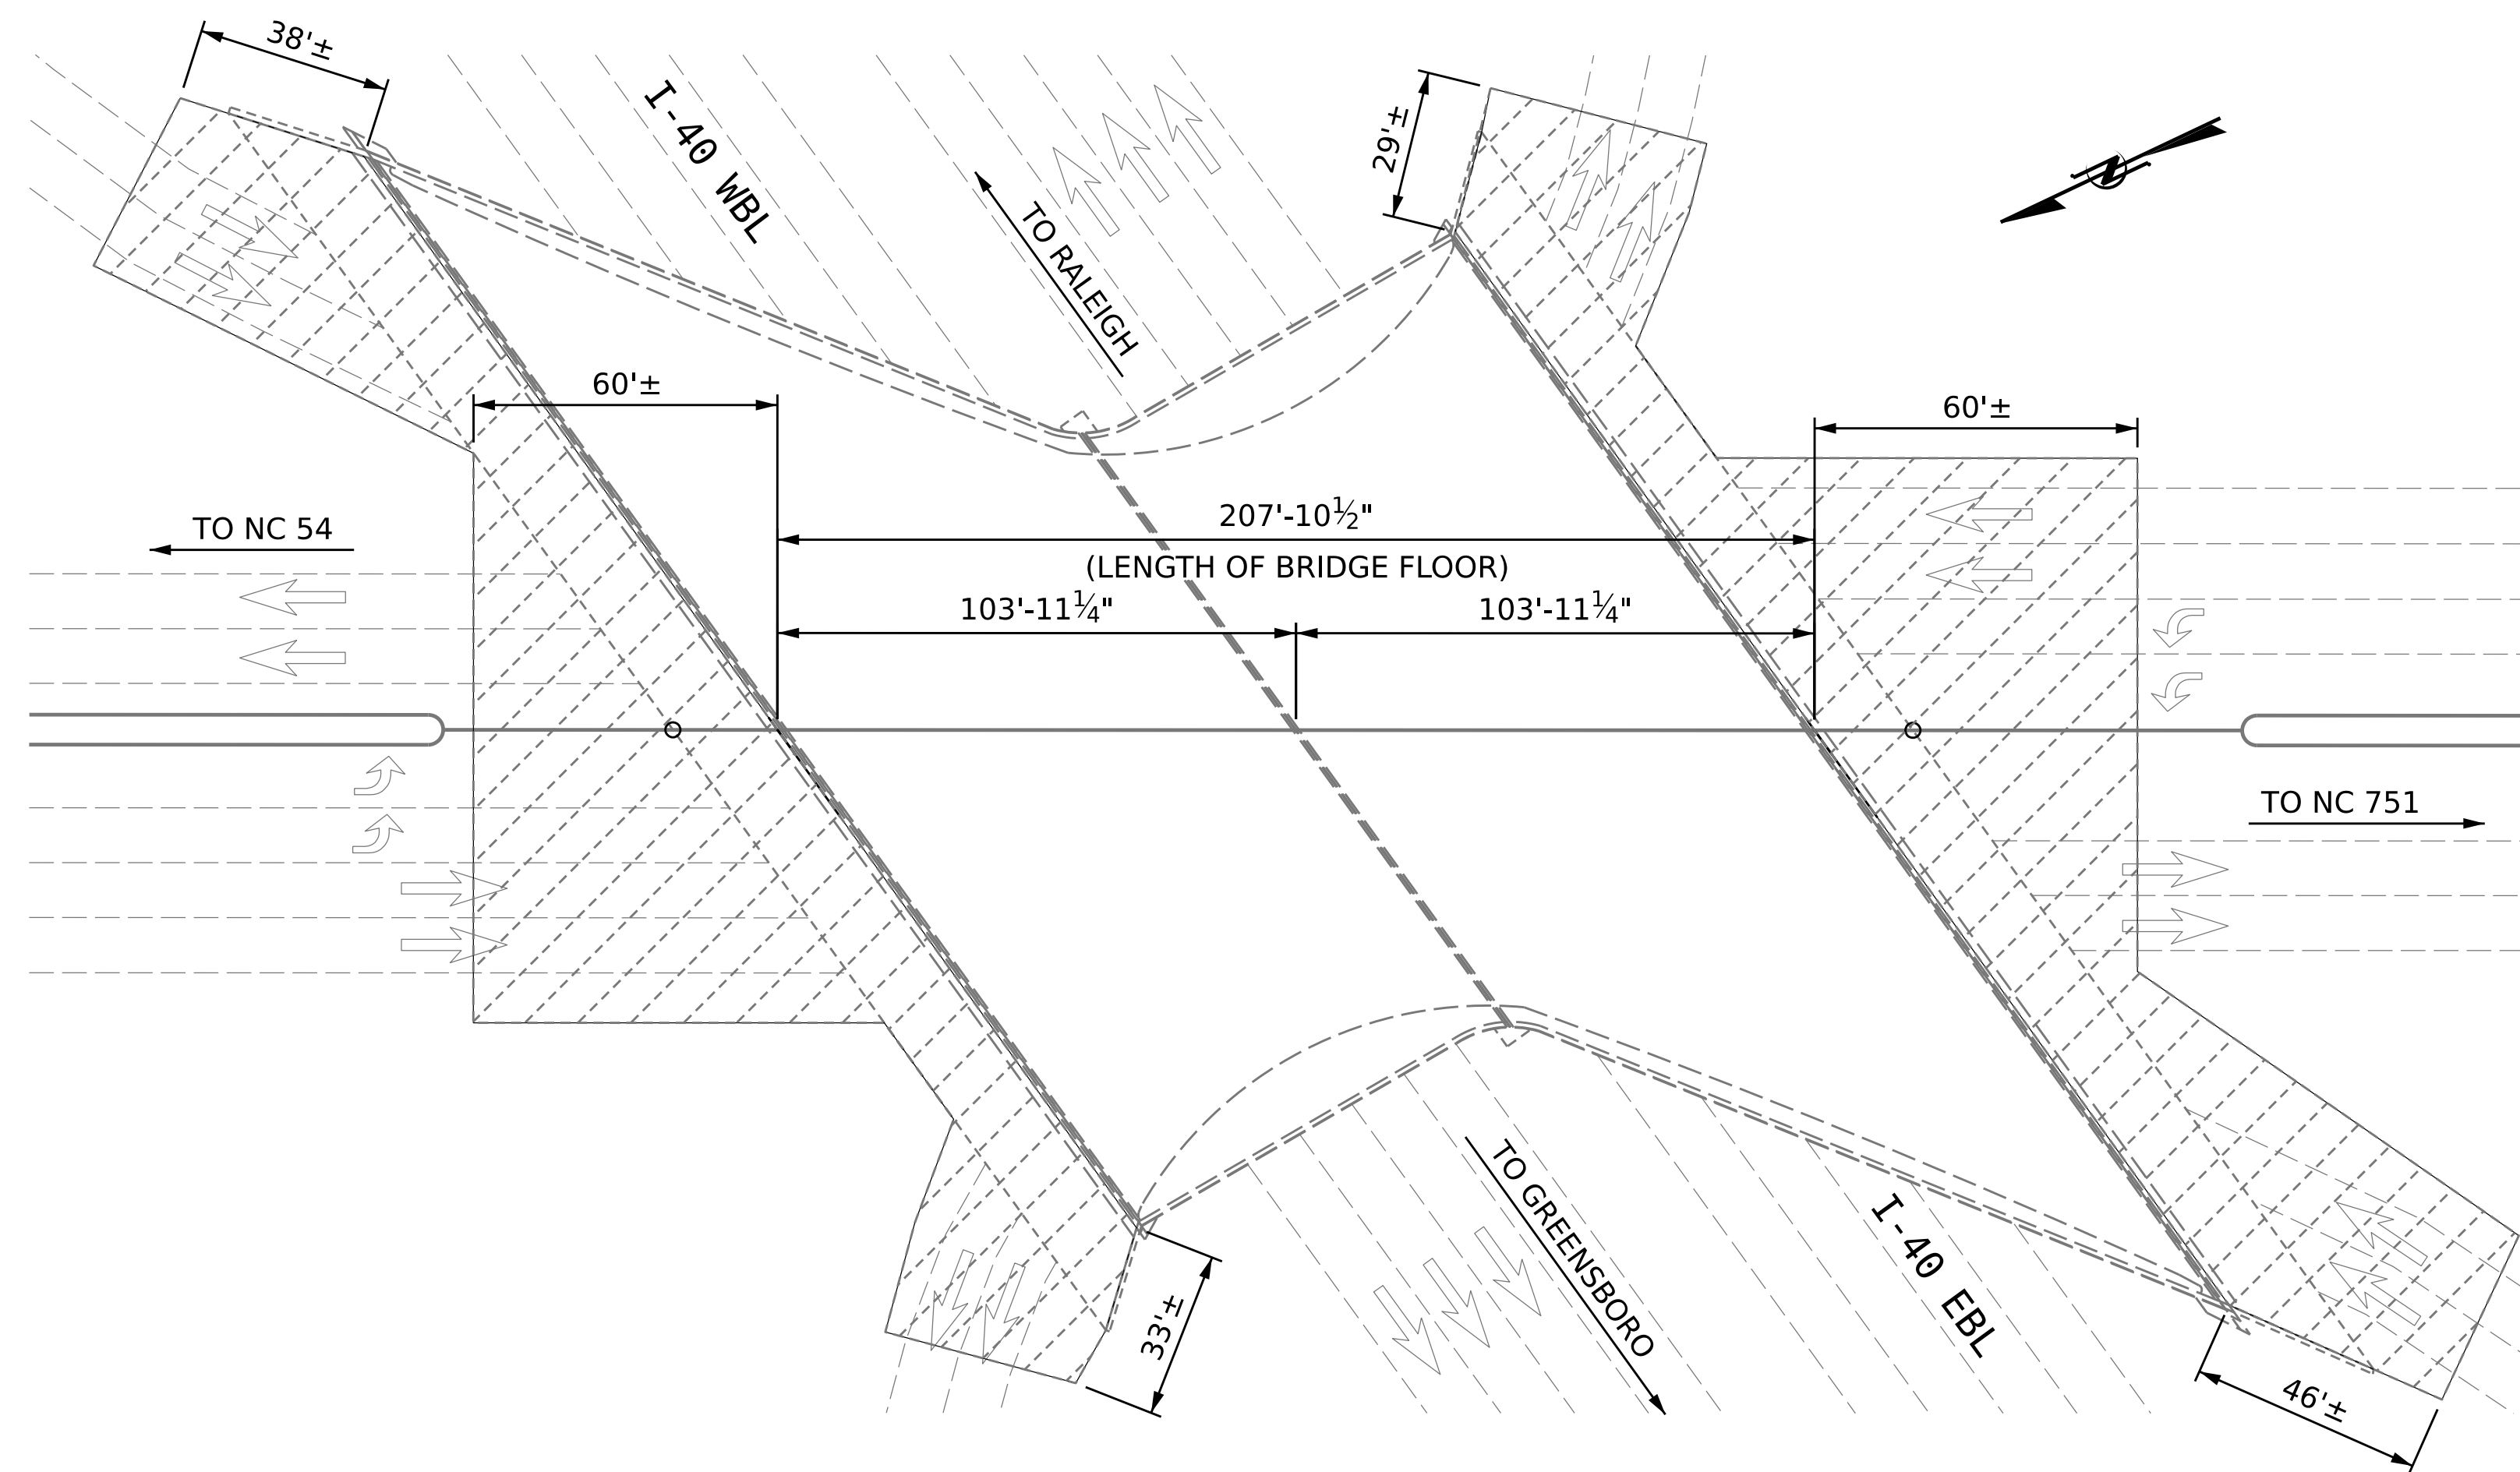 38'±
I-40 WBL
29'±
N
TO RALEIGH
60'±
60'±
207'-10½"
(LENGTH OF BRIDGE FLOOR)
TO NC 54
103'-11¼"
103'-11¼"
TO NC 751
TO GREENSBORO
I-40 EBL
33'±
46'±